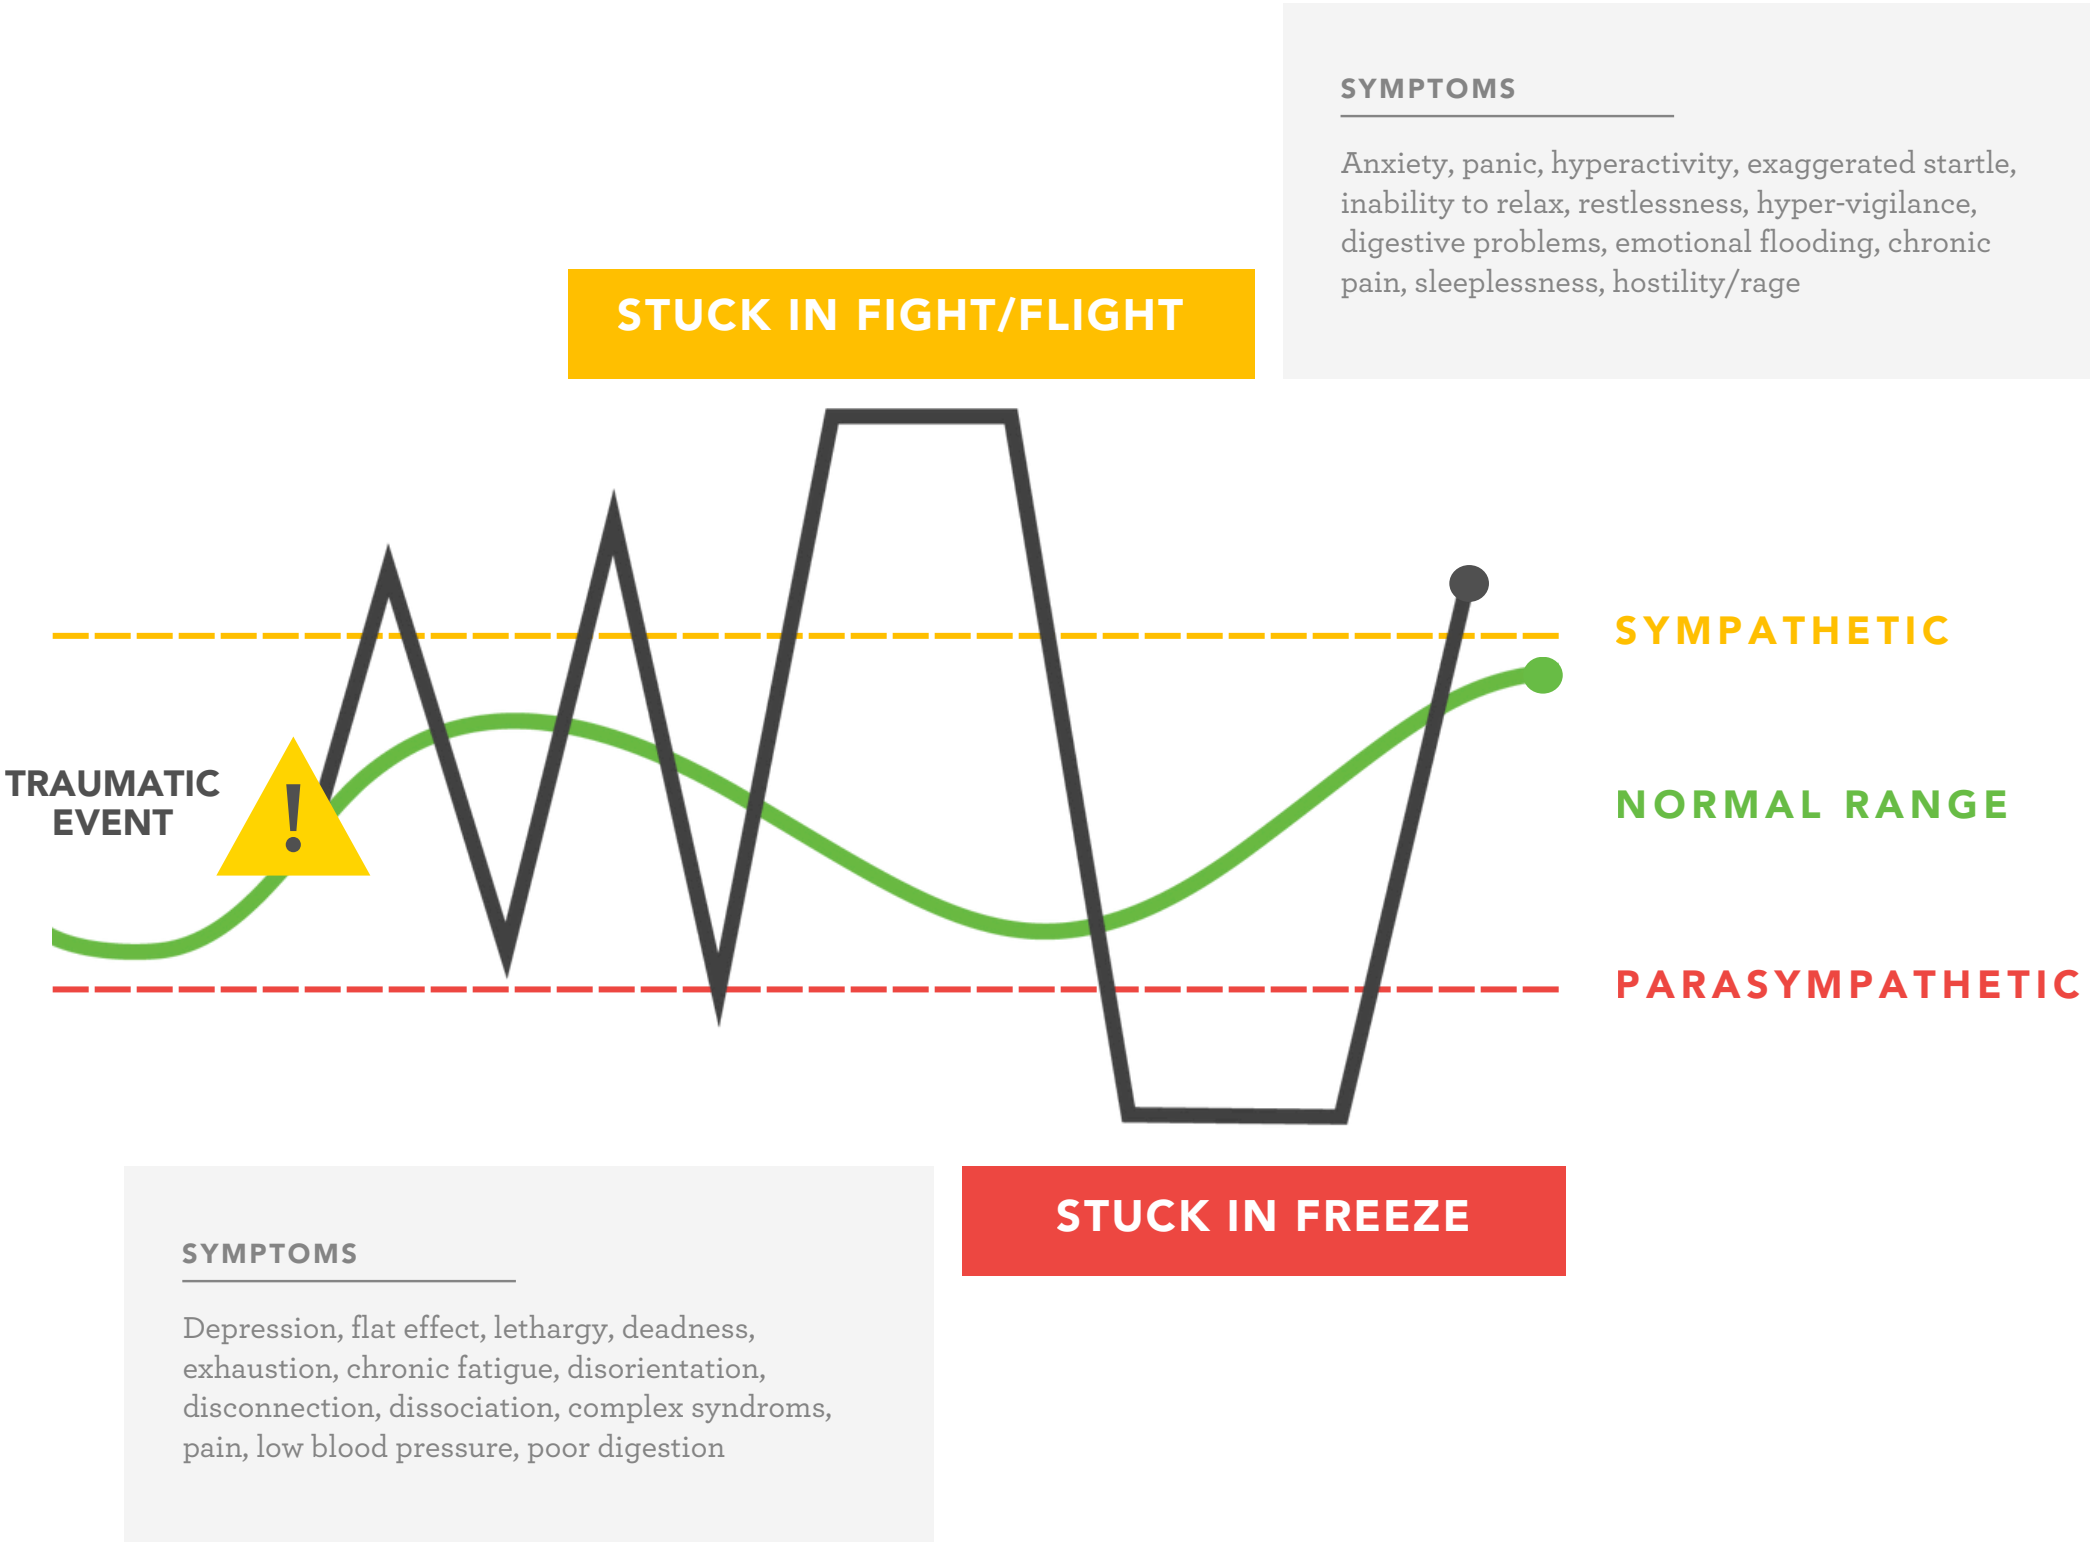 SYMPTOMS
Anxiety, panic, hyperactivity, exaggerated startle,
inability to relax, restlessness, hyper-vigilance,
digestive problems, emotional flooding, chronic
pain, sleeplessness, hostility/rage
STUCK IN FIGHT/FLIGHT
SYMPATHETIC
TRAUMATIC
EVENT
!
NORMAL RANGE
PARASYMPATHETIC
STUCK IN FREEZE
SYMPTOMS
Depression, flat effect, lethargy, deadness,
exhaustion, chronic fatigue, disorientation,
disconnection, dissociation, complex syndroms,
pain, low blood pressure, poor digestion